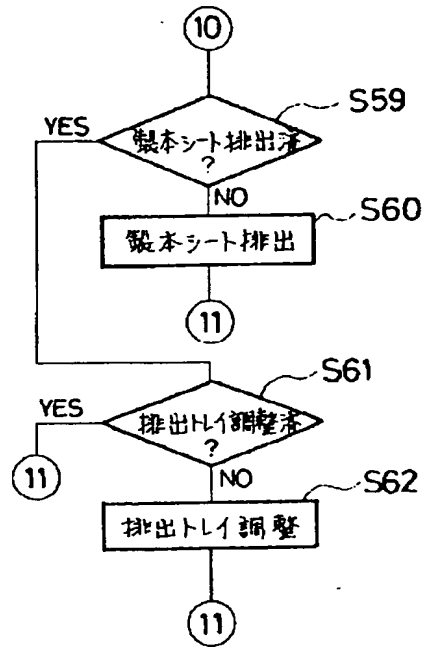 10
S59
YES
製本シート排出済
?
NO
S60
製本シート排出
11
S61
YES
排出トレイ調整済
?
11
NO
S62
排出トレイ調整
11